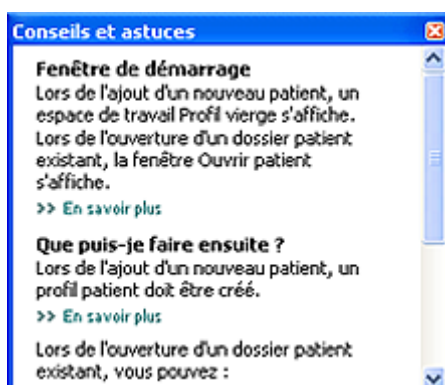 Conseils et astuces
Fenêtre de démarrage
Lors de l'ajout d'un nouveau patient, un
espace de travail Profil vierge s'affiche.
Lors de l'ouverture d'un dossier patient
existant, la fenêtre Ouvrir patient
s'affiche.
>> En savoir plus
Que puis-je faire ensuite ?
Lors de l'ajout d'un nouveau patient, un
profil patient doit être créé.
>> En savoir plus
Lors de l'ouverture d'un dossier patient
existant, vous pouvez :